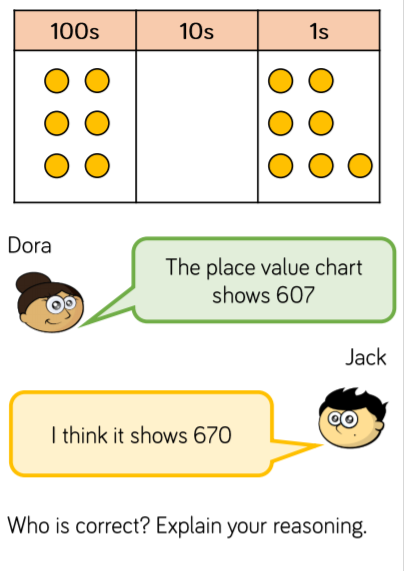 100s 10s 1s
Dora
The place value chart
shows 607
Jack
I think it shows 670
Who is correct? Explain your reasoning.